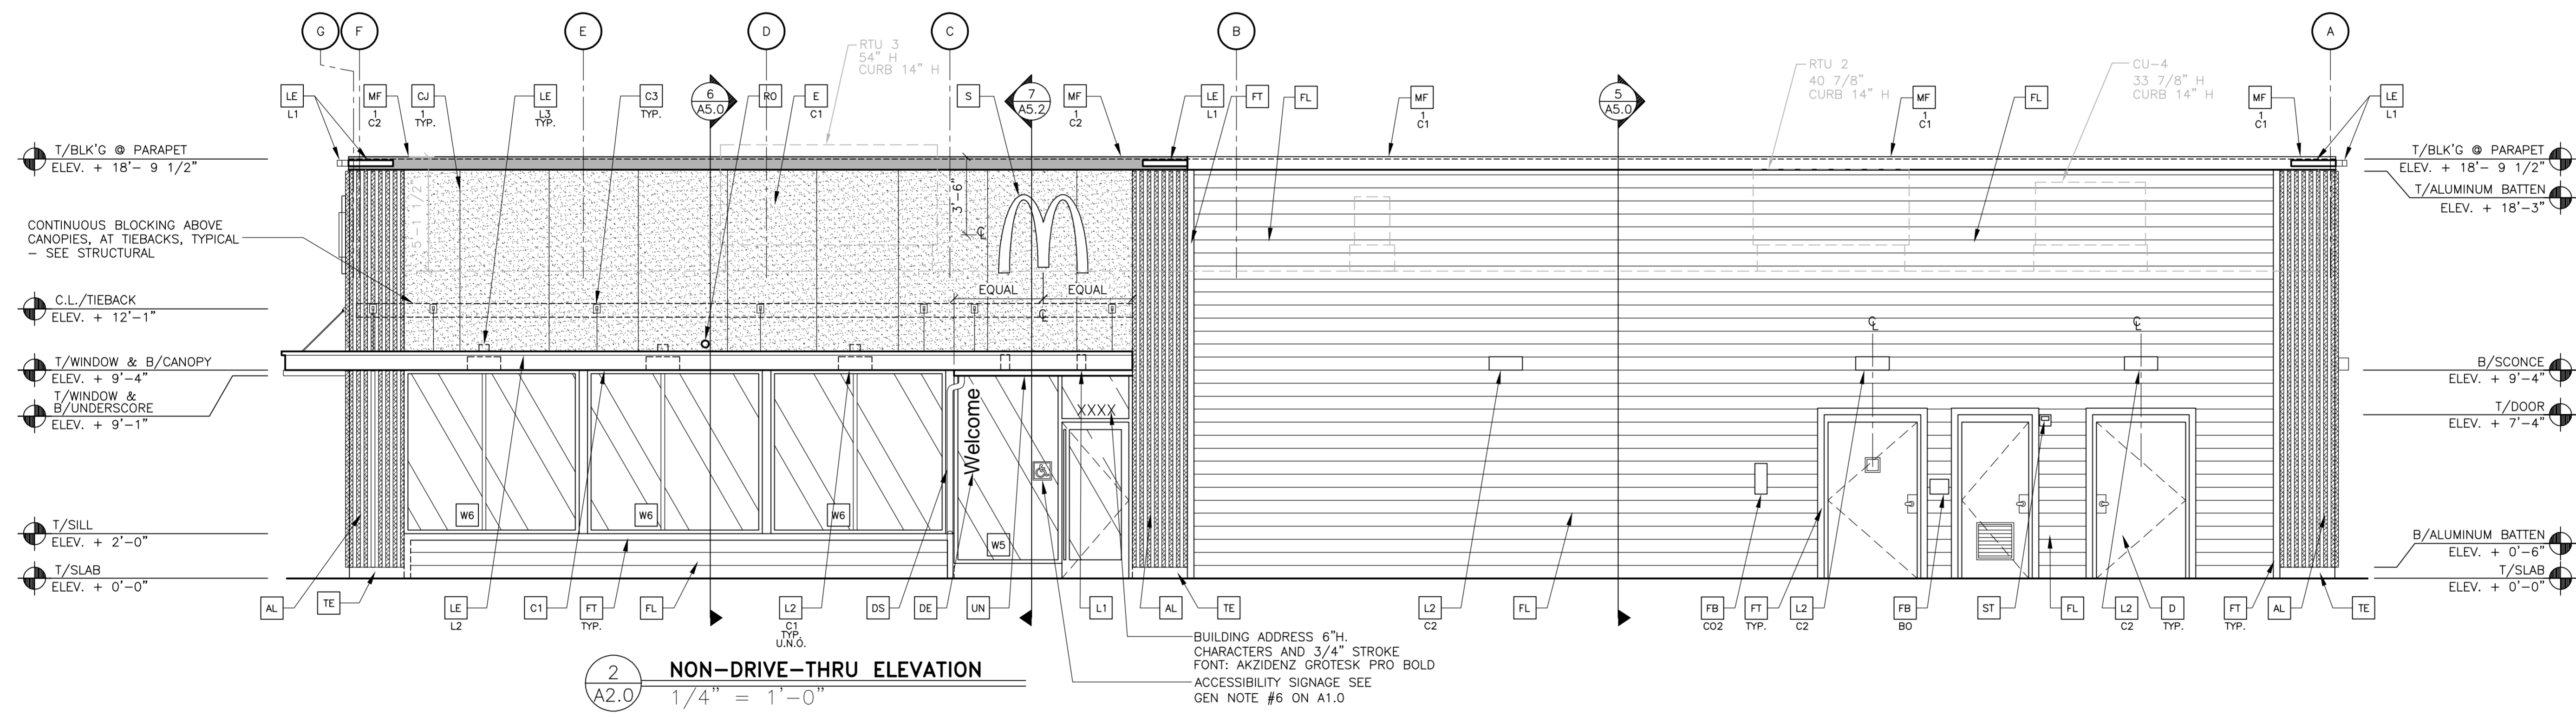 G
F
E
D
C
B
A
RTU 3
54" H
CURB 14" H
RTU 2
40 7/8" H
CURB 14" H
CU-4
33 7/8" H
CURB 14" H
LE
L1
MF
1
C2
CJ
1
TYP.
LE
L3
TYP.
C3
TYP.
6
A5.0
RO
E
C1
S
7
A5.2
MF
1
C2
LE
L1
FT
FL
MF
1
C1
5
A5.0
MF
1
C1
FL
MF
1
C1
LE
L1
T/BLK'G @ PARAPET
ELEV. + 18'- 9 1/2"
CONTINUOUS BLOCKING ABOVE
CANOPIES, AT TIEBACKS, TYPICAL
- SEE STRUCTURAL
C.L./TIEBACK
ELEV. + 12'-1"
T/WINDOW & B/CANOPY
ELEV. + 9'-4"
T/WINDOW &
B/UNDERSCORE
ELEV. + 9'-1"
T/SILL
ELEV. + 2'-0"
T/SLAB
ELEV. + 0'-0"
5'-1 1/2"
3'-6"
℄
EQUAL
EQUAL
℄
℄
℄
Welcome
XXXX
W6
W6
W6
W5
T/BLK'G @ PARAPET
ELEV. + 18'- 9 1/2"
T/ALUMINUM BATTEN
ELEV. + 18'-3"
B/SCONCE
ELEV. + 9'-4"
T/DOOR
ELEV. + 7'-4"
B/ALUMINUM BATTEN
ELEV. + 0'-6"
T/SLAB
ELEV. + 0'-0"
AL
TE
LE
L2
C1
FT
TYP.
FL
L2
C1
TYP.
U.N.O.
DS
DE
UN
L1
AL
TE
L2
C2
FL
FB
CO2
FT
TYP.
L2
C2
FB
BO
ST
FL
L2
C2
D
TYP.
FT
TYP.
AL
TE
BUILDING ADDRESS 6"H.
CHARACTERS AND 3/4" STROKE
FONT: AKZIDENZ GROTESK PRO BOLD
ACCESSIBILITY SIGNAGE SEE
GEN NOTE #6 ON A1.0
2
A2.0
NON-DRIVE-THRU ELEVATION
1/4" = 1'-0"